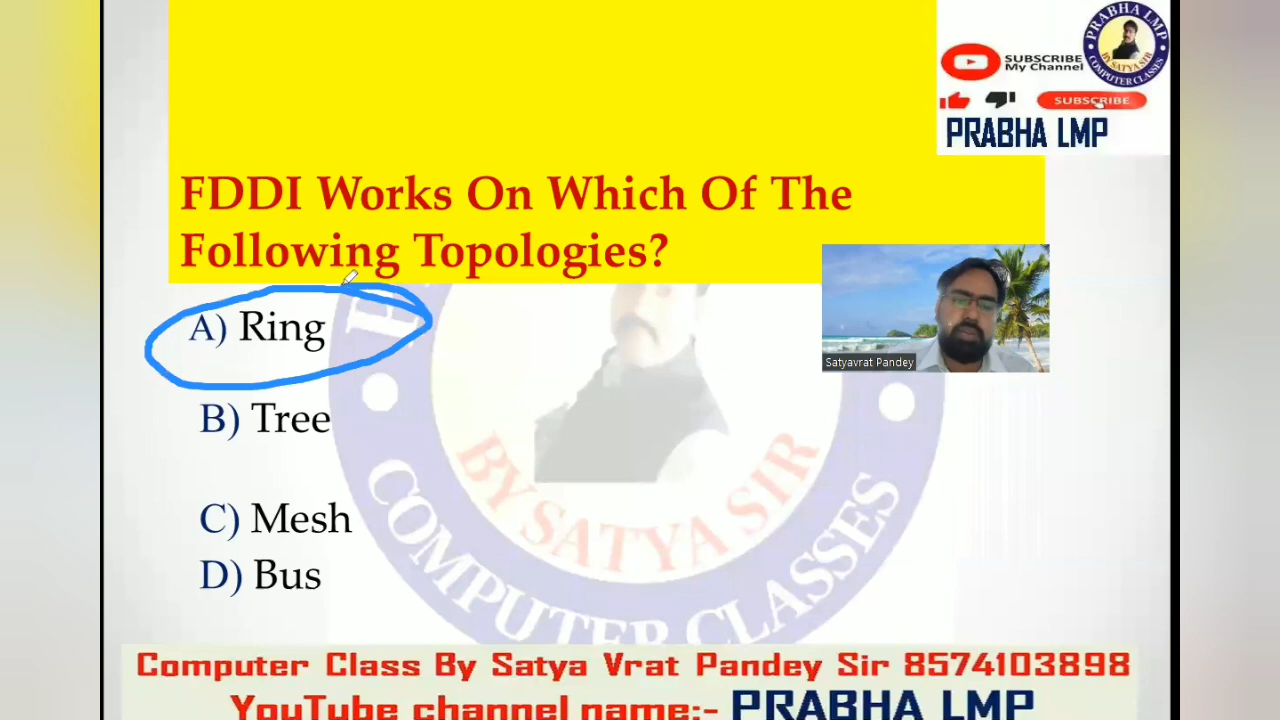 PRABHA LMP
BY SATYA SIR
COMPUTER CLASSES
SUBSCRIBE
My Channel
SUBSCRIBE
PRABHA LMP
FDDI Works On Which Of The
Following Topologies?
Satyavrat Pandey
A) Ring
B) Tree
C) Mesh
D) Bus
BY SATYA SIR
COMPUTER CLASSES
Computer Class By Satya Vrat Pandey Sir 8574103898
YouTube channel name:- PRABHA LMP